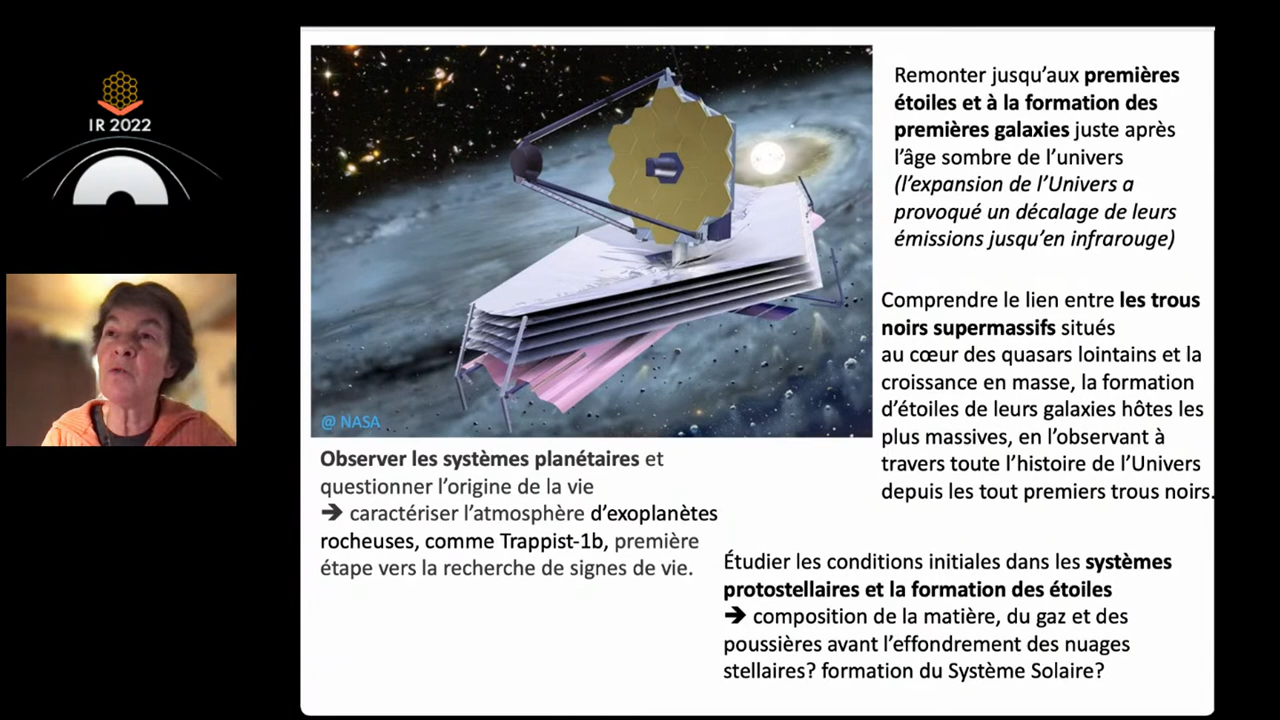 IR 2022
@ NASA
Remonter jusqu'aux premières
étoiles et à la formation des
premières galaxies juste après
l'âge sombre de l'univers
(l'expansion de l'Univers a
provoqué un décalage de leurs
émissions jusqu'en infrarouge)
Comprendre le lien entre les trous
noirs supermassifs situés
au cœur des quasars lointains et la
croissance en masse, la formation
d'étoiles de leurs galaxies hôtes les
plus massives, en l'observant à
travers toute l'histoire de l'Univers
depuis les tout premiers trous noirs.
Observer les systèmes planétaires et
questionner l'origine de la vie
➔ caractériser l'atmosphère d'exoplanètes
rocheuses, comme Trappist-1b, première
étape vers la recherche de signes de vie.
Étudier les conditions initiales dans les systèmes
protostellaires et la formation des étoiles
➔ composition de la matière, du gaz et des
poussières avant l'effondrement des nuages
stellaires? formation du Système Solaire?